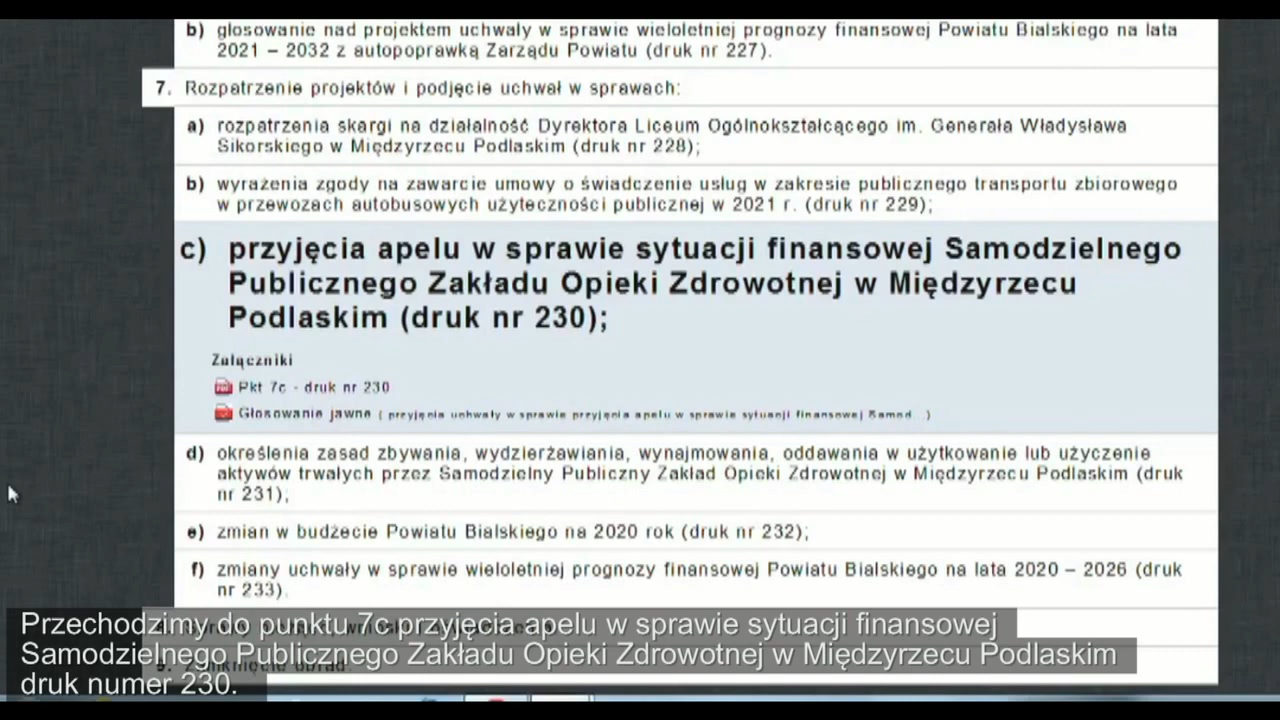 b) głosowanie nad projektem uchwały w sprawie wieloletniej prognozy finansowej Powiatu Bialskiego na lata
2021 – 2032 z autopoprawką Zarządu Powiatu (druk nr 227).
7. Rozpatrzenie projektów i podjęcie uchwał w sprawach:
a) rozpatrzenia skargi na działalność Dyrektora Liceum Ogólnokształcącego im. Generała Władysława
Sikorskiego w Międzyrzecu Podlaskim (druk nr 228);
b) wyrażenia zgody na zawarcie umowy o świadczenie usług w zakresie publicznego transportu zbiorowego
w przewozach autobusowych użyteczności publicznej w 2021 r. (druk nr 229);
c) przyjęcia apelu w sprawie sytuacji finansowej Samodzielnego
Publicznego Zakładu Opieki Zdrowotnej w Międzyrzecu
Podlaskim (druk nr 230);
Załączniki
Pkt 7c - druk nr 230
Głosowanie jawne ( przyjęcia uchwały w sprawie przyjęcia apelu w sprawie sytuacji finansowej Samod...)
d) określenia zasad zbywania, wydzierżawiania, wynajmowania, oddawania w użytkowanie lub użyczenie
aktywów trwałych przez Samodzielny Publiczny Zakład Opieki Zdrowotnej w Międzyrzecu Podlaskim (druk
nr 231);
e) zmian w budżecie Powiatu Bialskiego na 2020 rok (druk nr 232);
f) zmiany uchwały w sprawie wieloletniej prognozy finansowej Powiatu Bialskiego na lata 2020 – 2026 (druk
nr 233).
9. Zamknięcie obrad.
Przechodzimy do punktu 7c przyjęcia apelu w sprawie sytuacji finansowej
Samodzielnego Publicznego Zakładu Opieki Zdrowotnej w Międzyrzecu Podlaskim
druk numer 230.